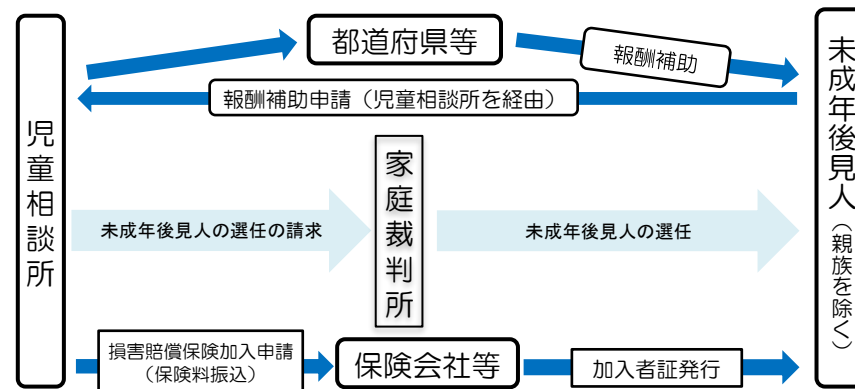 都道府県等
報酬補助
報酬補助申請（児童相談所を経由）
児童相談所
家庭裁判所
未成年後見人（親族を除く）
未成年後見人の選任の請求
未成年後見人の選任
損害賠償保険加入申請
（保険料振込）
保険会社等
加入者証発行